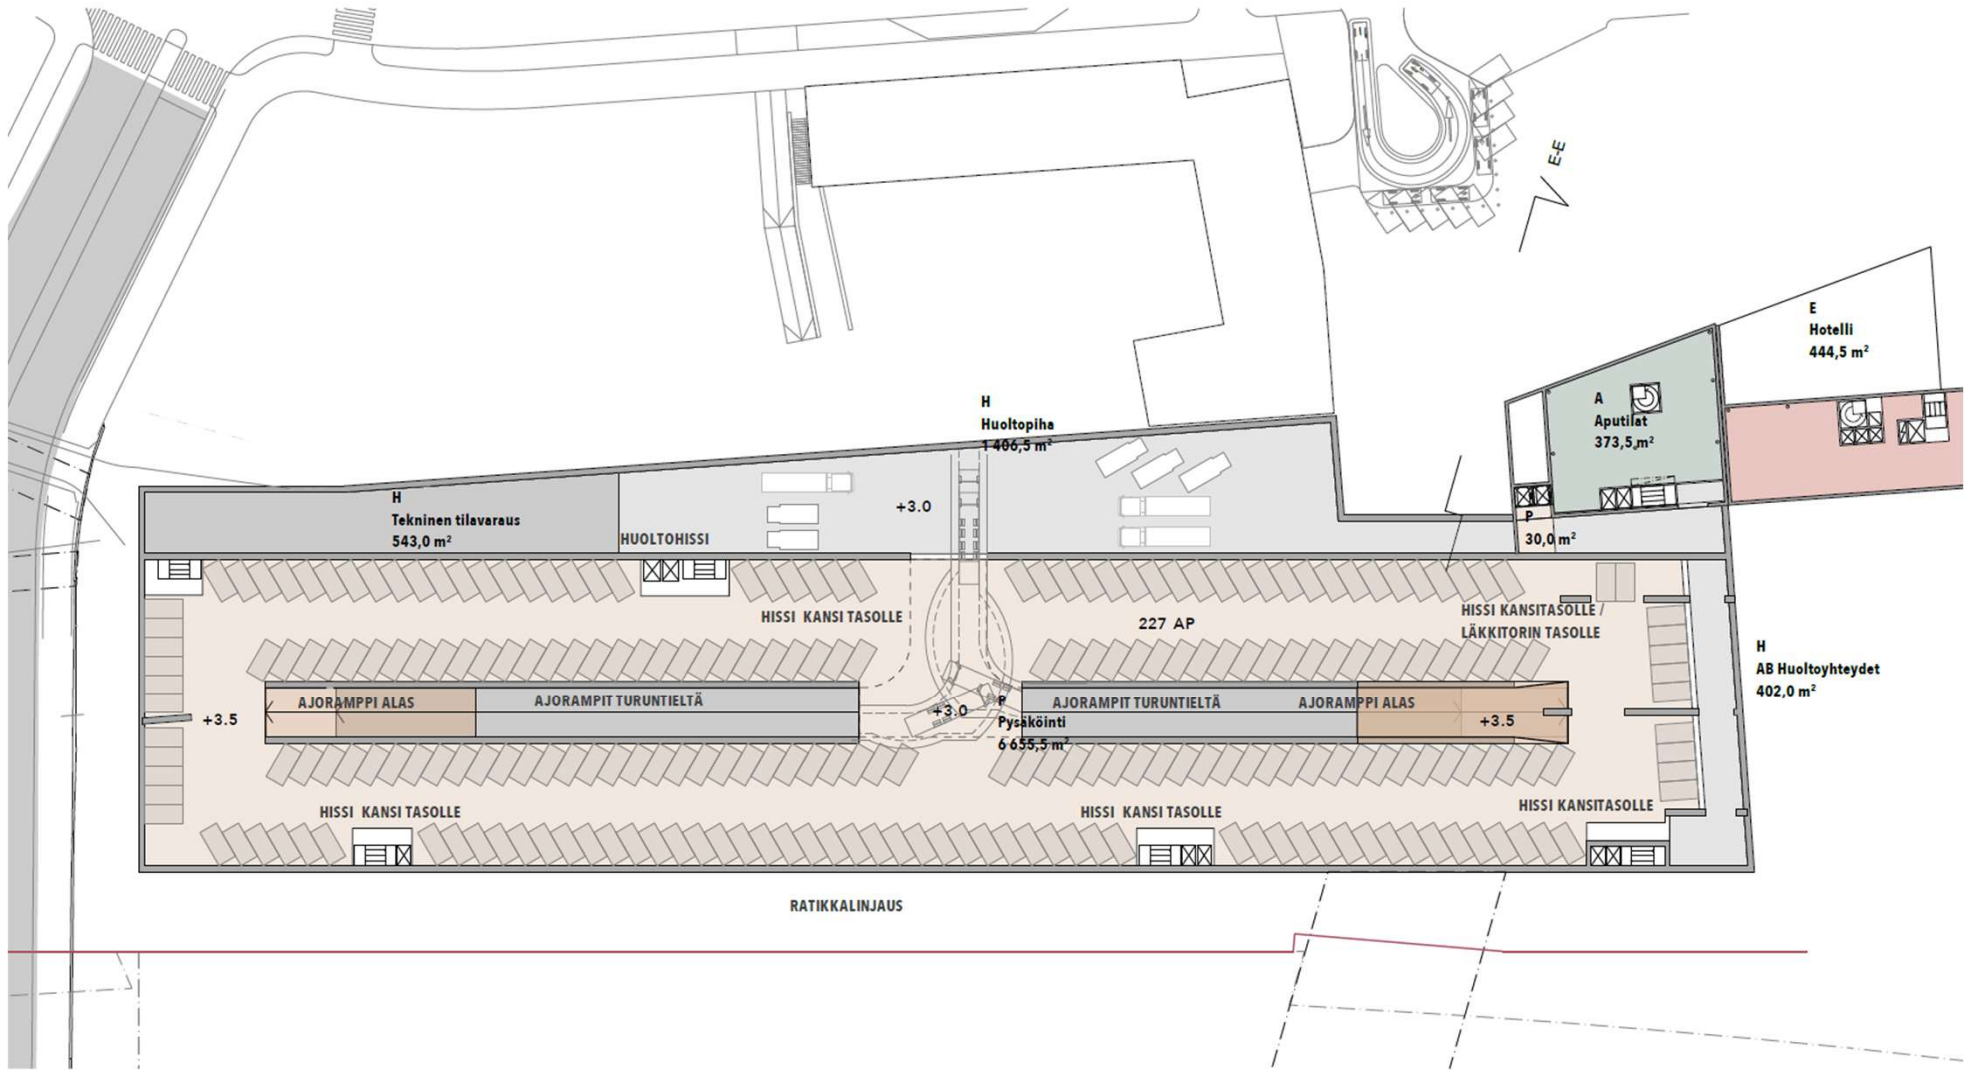 E-E
E
Hotelli
444,5 m²
A
Aputilat
373,5 m²
H
Huoltopiha
1 406,5 m²
H
Tekninen tilavaraus
543,0 m²
+3.0
HUOLTOHISSI
P
30,0 m²
HISSI KANSI TASOLLE
227 AP
HISSI KANSITASOLLE /
LÄKKITORIN TASOLLE
H
AB Huoltoyhteydet
402,0 m²
AJORAMPPI ALAS
AJORAMPIT TURUNTIELTÄ
AJORAMPIT TURUNTIELTÄ
AJORAMPPI ALAS
+3.5
+3.0
P
Pysäköinti
6 655,5 m²
+3.5
HISSI KANSI TASOLLE
HISSI KANSI TASOLLE
HISSI KANSITASOLLE
RATIKKALINJAUS